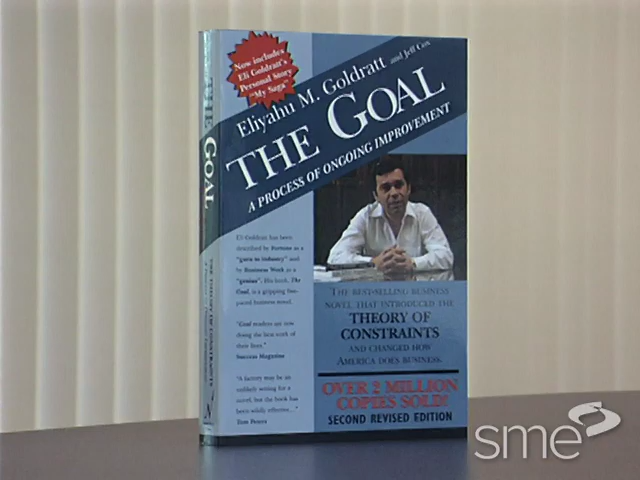 Now includes
Eli Goldratt's
Personal Story
"My Saga"
Eliyahu M. Goldratt and Jeff Cox
THE GOAL
A PROCESS OF ONGOING IMPROVEMENT
Eli Goldratt has been
described by Fortune as a
"guru to industry" and
by Business Week as a
"genius". His book, The
Goal, is a gripping fast-
paced business novel.
"Goal readers are now
doing the best work of
their lives."
Success Magazine
"A factory may be an
unlikely setting for a
novel, but the book has
been wildly effective..."
Tom Peters
THE BEST-SELLING BUSINESS
NOVEL THAT INTRODUCED THE
THEORY OF
CONSTRAINTS
AND CHANGED HOW
AMERICA DOES BUSINESS.
OVER 2 MILLION
COPIES SOLD!
SECOND REVISED EDITION
THE GOAL
sme